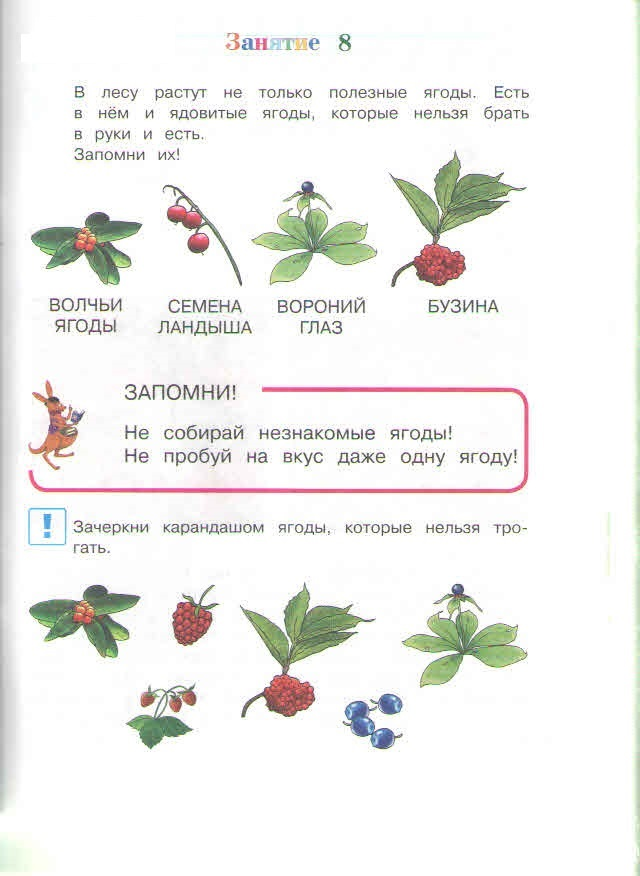 Занятие 8
В лесу растут не только полезные ягоды. Есть
в нём и ядовитые ягоды, которые нельзя брать
в руки и есть.
Запомни их!
ВОЛЧЬИ ЯГОДЫ
СЕМЕНА ЛАНДЫША
ВОРОНИЙ ГЛАЗ
БУЗИНА
ЗАПОМНИ!
Не собирай незнакомые ягоды!
Не пробуй на вкус даже одну ягоду!
!
Зачеркни карандашом ягоды, которые нельзя тро-
гать.